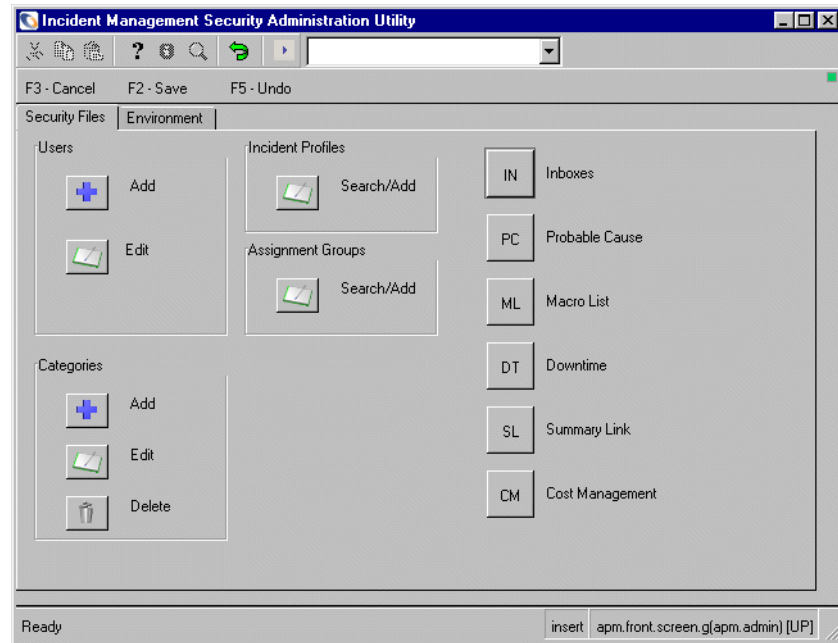 Incident Management Security Administration Utility
?
F3 - Cancel F2 - Save F5 - Undo
Security Files Environment
Users
Add
Edit
Incident Profiles
Search/Add
Assignment Groups
Search/Add
Categories
Add
Edit
Delete
IN Inboxes
PC Probable Cause
ML Macro List
DT Downtime
SL Summary Link
CM Cost Management
Ready insert apm.front.screen.g(apm.admin) [UP]